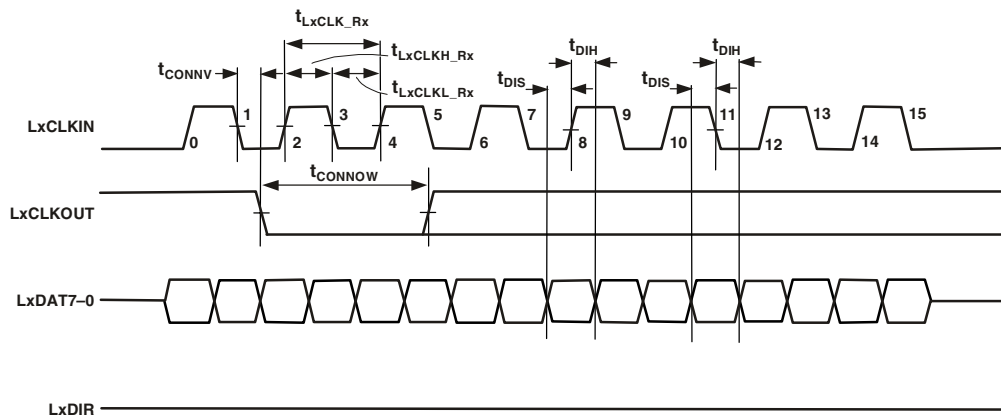 tLxCLK_Rx
tLxCLKH_Rx
tCONNV
tLxCLKL_Rx
tDIH
tDIH
tDIS
tDIS
LxCLKIN
0 1 2 3 4 5 6 7 8 9 10 11 12 13 14 15
tCONNOW
LxCLKOUT
LxDAT7–0
LxDIR